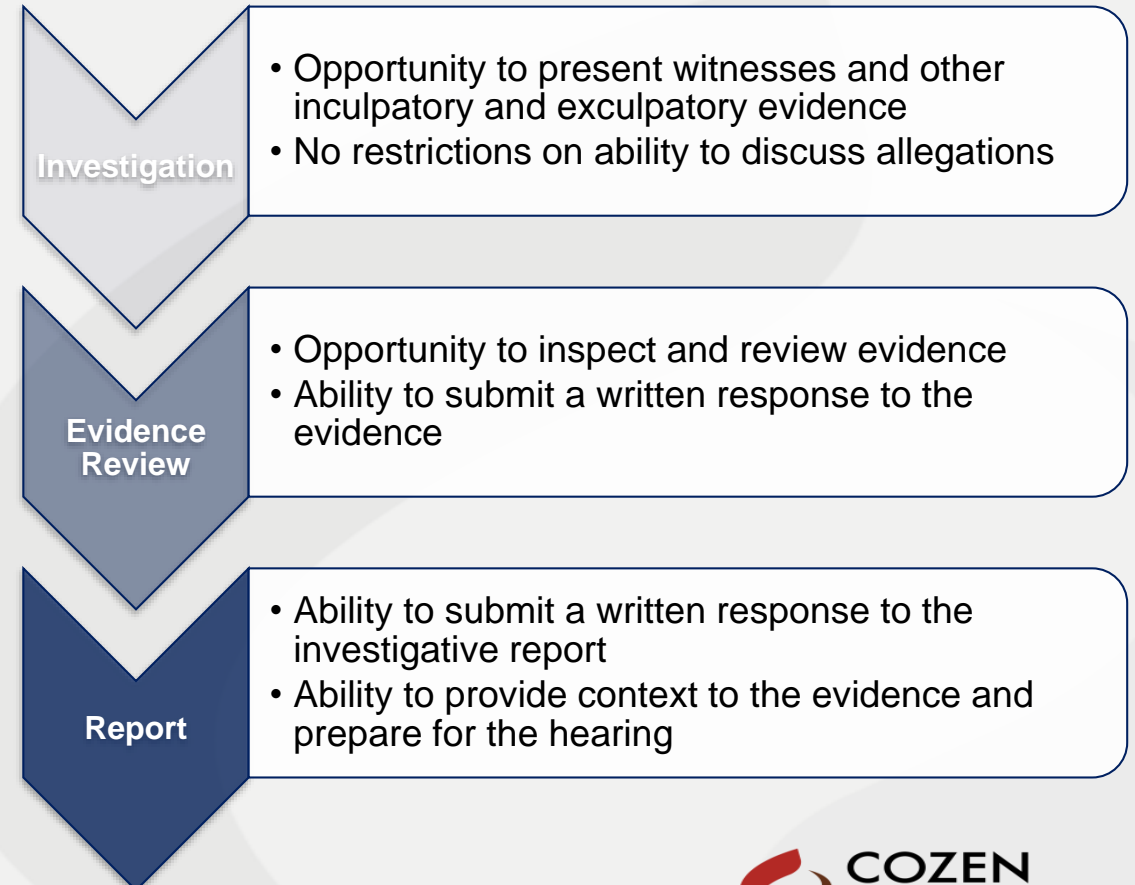 Investigation
• Opportunity to present witnesses and other
inculpatory and exculpatory evidence
• No restrictions on ability to discuss allegations
Evidence
Review
• Opportunity to inspect and review evidence
• Ability to submit a written response to the
evidence
Report
• Ability to submit a written response to the
investigative report
• Ability to provide context to the evidence and
prepare for the hearing
COZEN